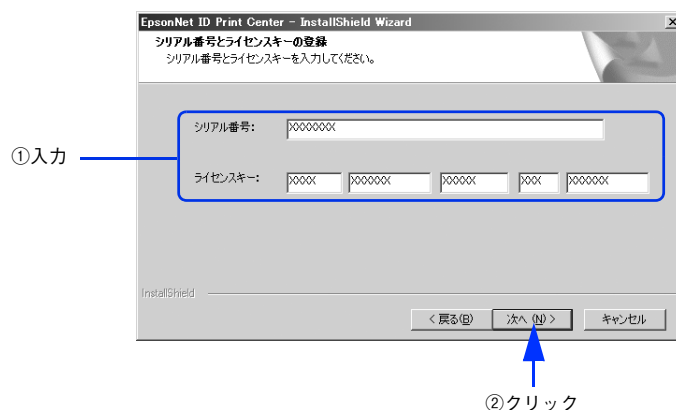 EpsonNet ID Print Center - InstallShield Wizard
シリアル番号とライセンスキーの登録
シリアル番号とライセンスキーを入力してください。
シリアル番号: XXXXXXX
①入力
ライセンスキー: XXXX XXXXXX XXXXX XXX XXXXXX
InstallShield
< 戻る(B) 次へ (N) > キャンセル
②クリック